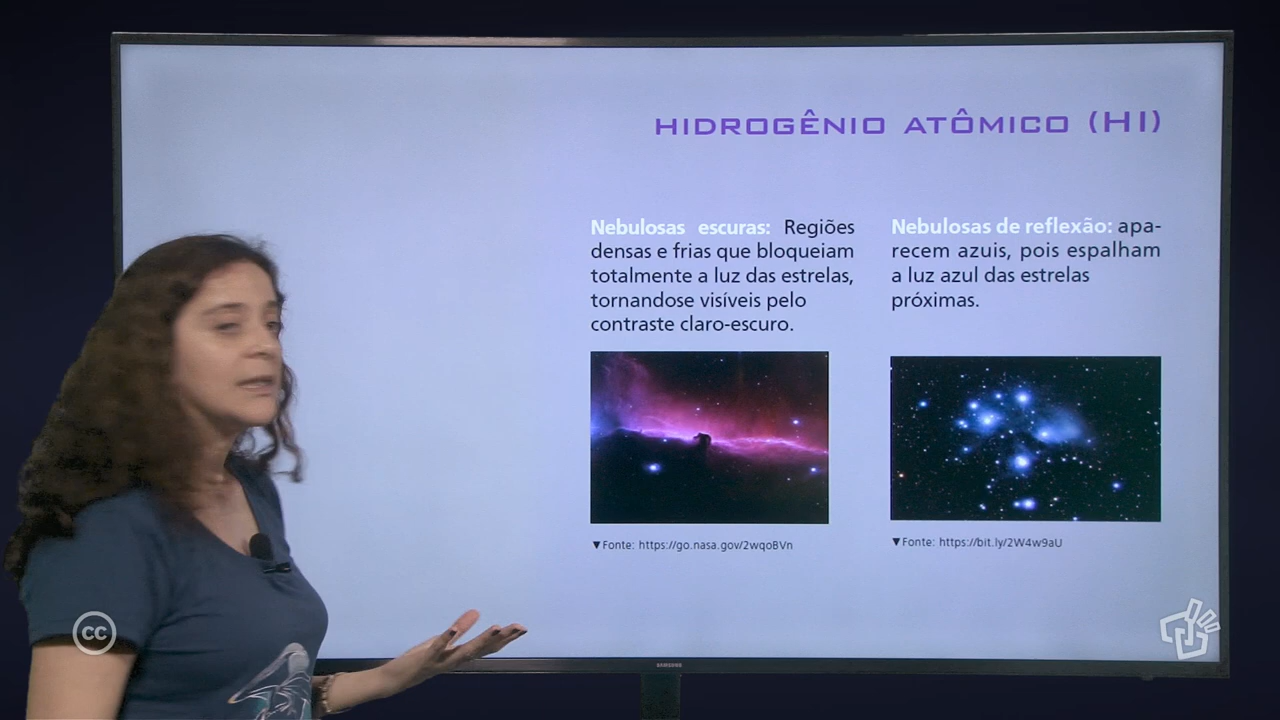 HIDROGÊNIO ATÔMICO (HI)
Nebulosas escuras: Regiões
densas e frias que bloqueiam
totalmente a luz das estrelas,
tornandose visíveis pelo
contraste claro-escuro.
▼Fonte: https://go.nasa.gov/2wqoBVn
Nebulosas de reflexão: apa-
recem azuis, pois espalham
a luz azul das estrelas
próximas.
▼Fonte: https://bit.ly/2W4w9aU
SAMSUNG
cc